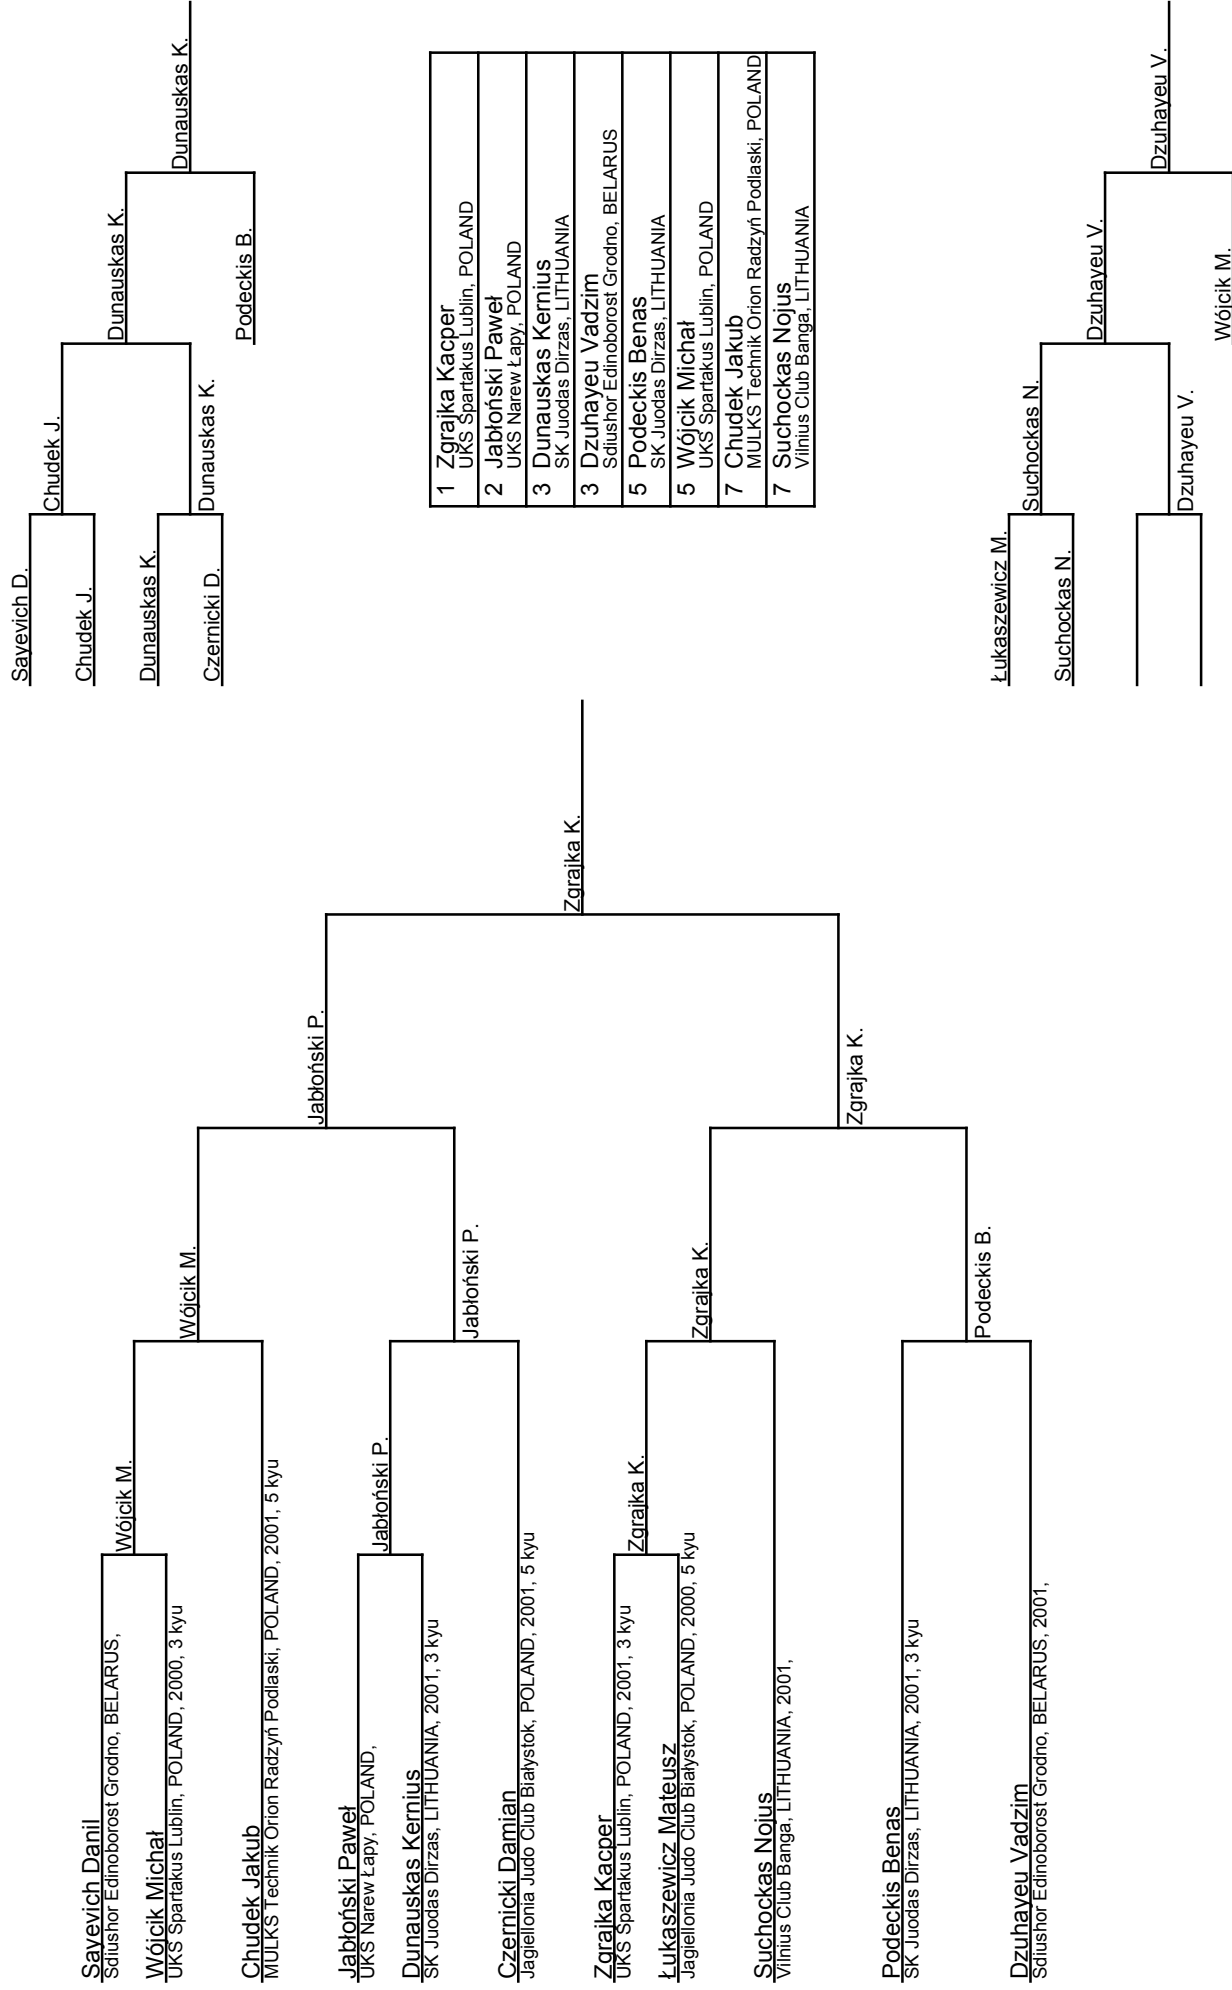 Sayevich Danil
Sdiushor Edinoborost Grodno, BELARUS,
Wójcik Michał
UKS Spartakus Lublin, POLAND, 2000, 3 kyu
Chudek Jakub
MULKS Technik Orion Radzyń Podlaski, POLAND, 2001, 5 kyu
Jabłoński Paweł
UKS Narew Łapy, POLAND,
Dunauskas Kernius
SK Juodas Dirzas, LITHUANIA, 2001, 3 kyu
Czernicki Damian
Jagiellonia Judo Club Białystok, POLAND, 2001, 5 kyu
Zgrajka Kacper
UKS Spartakus Lublin, POLAND, 2001, 3 kyu
Łukaszewicz Mateusz
Jagiellonia Judo Club Białystok, POLAND, 2000, 5 kyu
Suchockas Nojus
Vilnius Club Banga, LITHUANIA, 2001,
Podeckis Benas
SK Juodas Dirzas, LITHUANIA, 2001, 3 kyu
Dzuhayeu Vadzim
Sdiushor Edinoborost Grodno, BELARUS, 2001,
Wójcik M.
Jabłoński P.
Zgrajka K.
Wójcik M.
Jabłoński P.
Zgrajka K.
Podeckis B.
Jabłoński P.
Zgrajka K.
Zgrajka K.
Sayevich D.
Chudek J.
Dunauskas K.
Czernicki D.
Chudek J.
Dunauskas K.
Dunauskas K.
Podeckis B.
Dunauskas K.
1 Zgrajka Kacper
UKS Spartakus Lublin, POLAND
2 Jabłoński Paweł
UKS Narew Łapy, POLAND
3 Dunauskas Kernius
SK Juodas Dirzas, LITHUANIA
3 Dzuhayeu Vadzim
Sdiushor Edinoborost Grodno, BELARUS
5 Podeckis Benas
SK Juodas Dirzas, LITHUANIA
5 Wójcik Michał
UKS Spartakus Lublin, POLAND
7 Chudek Jakub
MULKS Technik Orion Radzyń Podlaski, POLAND
7 Suchockas Nojus
Vilnius Club Banga, LITHUANIA
Łukaszewicz M.
Suchockas N.
Suchockas N.
Dzuhayeu V.
Dzuhayeu V.
Wójcik M.
Dzuhayeu V.